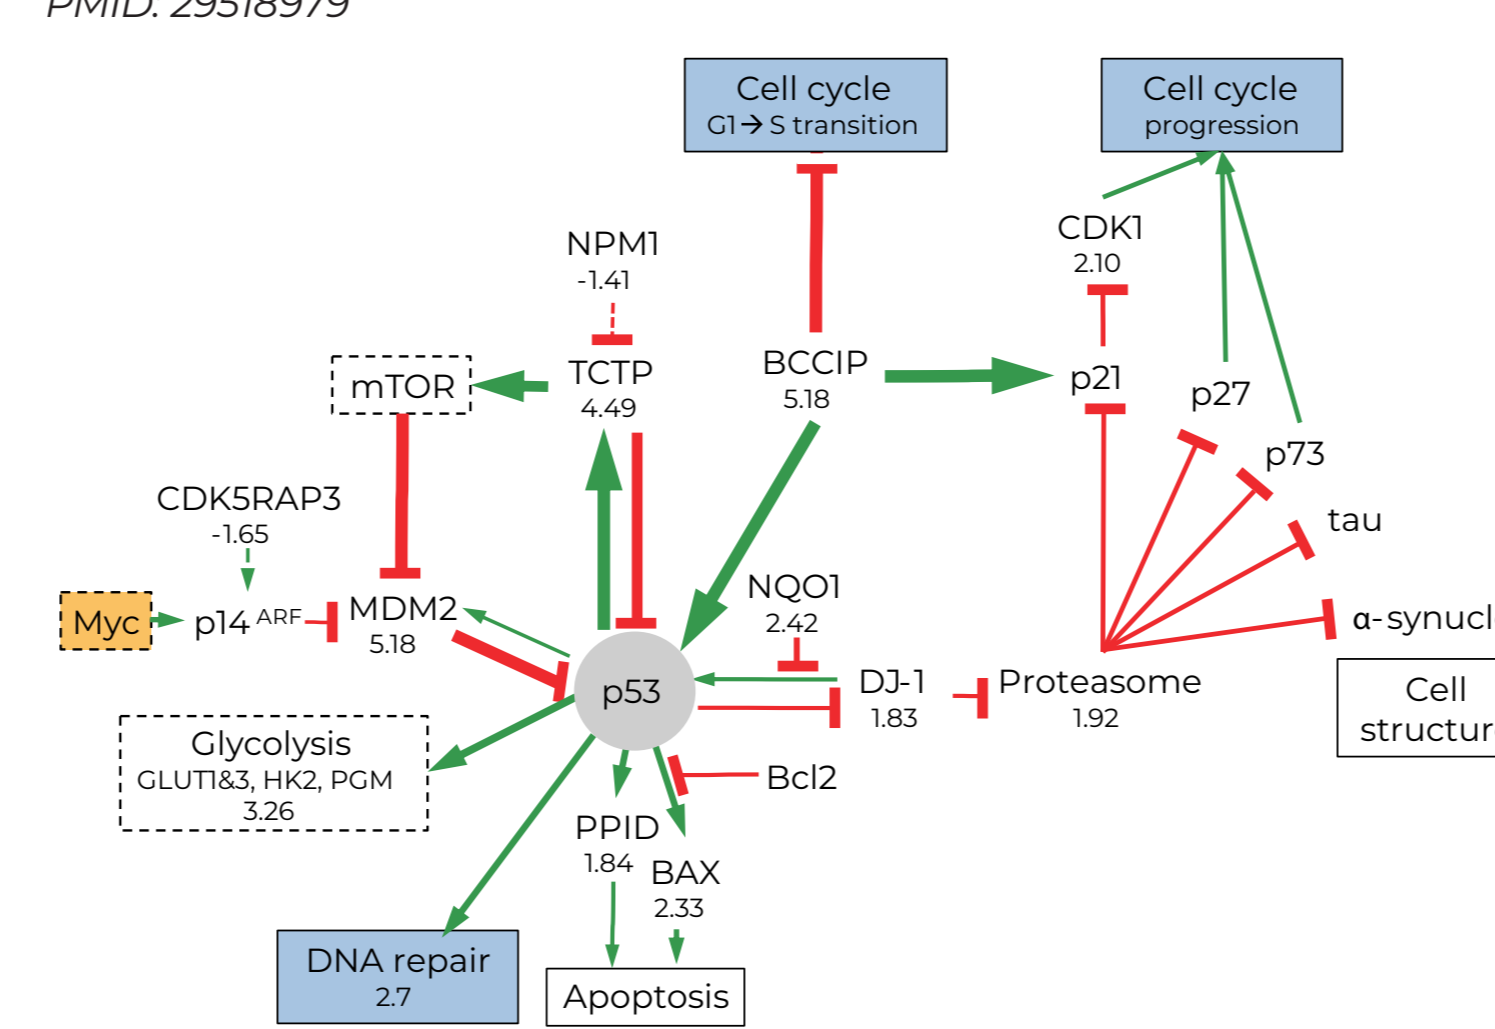 PMID: 29518979
Cell cycle
G1→ S transition
Cell cycle
progression
NPM1
-1.41
CDK1
2.10
mTOR
TCTP
4.49
BCCIP
5.18
p21
p27
p73
CDK5RAP3
-1.65
tau
Myc
p14 ARF
MDM2
5.18
NQO1
2.42
α-synucl
p53
DJ-1
1.83
Proteasome
1.92
Cell
structur
Glycolysis
GLUT1&3, HK2, PGM
3.26
Bcl2
PPID
1.84
BAX
2.33
DNA repair
2.7
Apoptosis